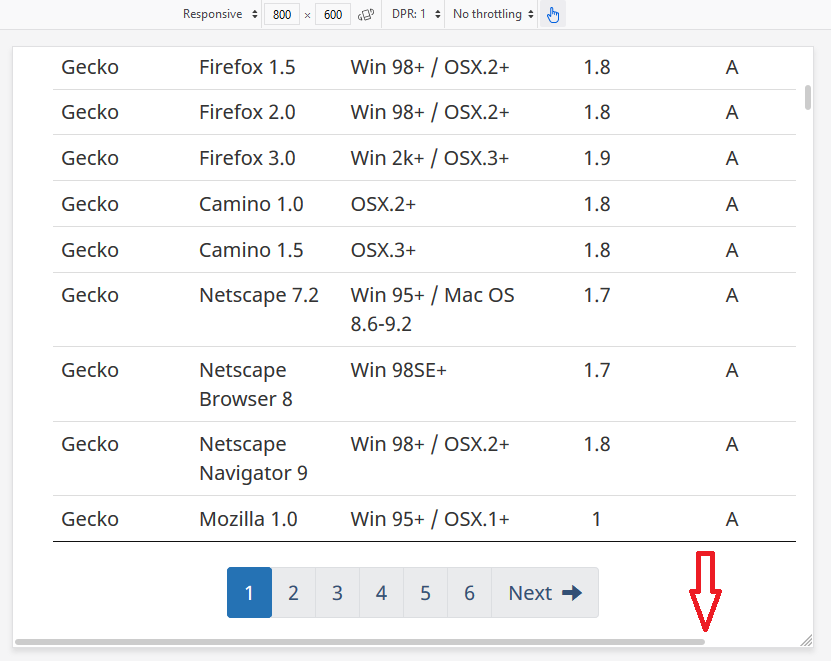 Responsive 800 × 600 DPR: 1 No throttling
Gecko Firefox 1.5 Win 98+ / OSX.2+ 1.8 A
Gecko Firefox 2.0 Win 98+ / OSX.2+ 1.8 A
Gecko Firefox 3.0 Win 2k+ / OSX.3+ 1.9 A
Gecko Camino 1.0 OSX.2+ 1.8 A
Gecko Camino 1.5 OSX.3+ 1.8 A
Gecko Netscape 7.2 Win 95+ / Mac OS 1.7 A
8.6-9.2
Gecko Netscape Win 98SE+ 1.7 A
Browser 8
Gecko Netscape Win 98+ / OSX.2+ 1.8 A
Navigator 9
Gecko Mozilla 1.0 Win 95+ / OSX.1+ 1 A
1 2 3 4 5 6 Next